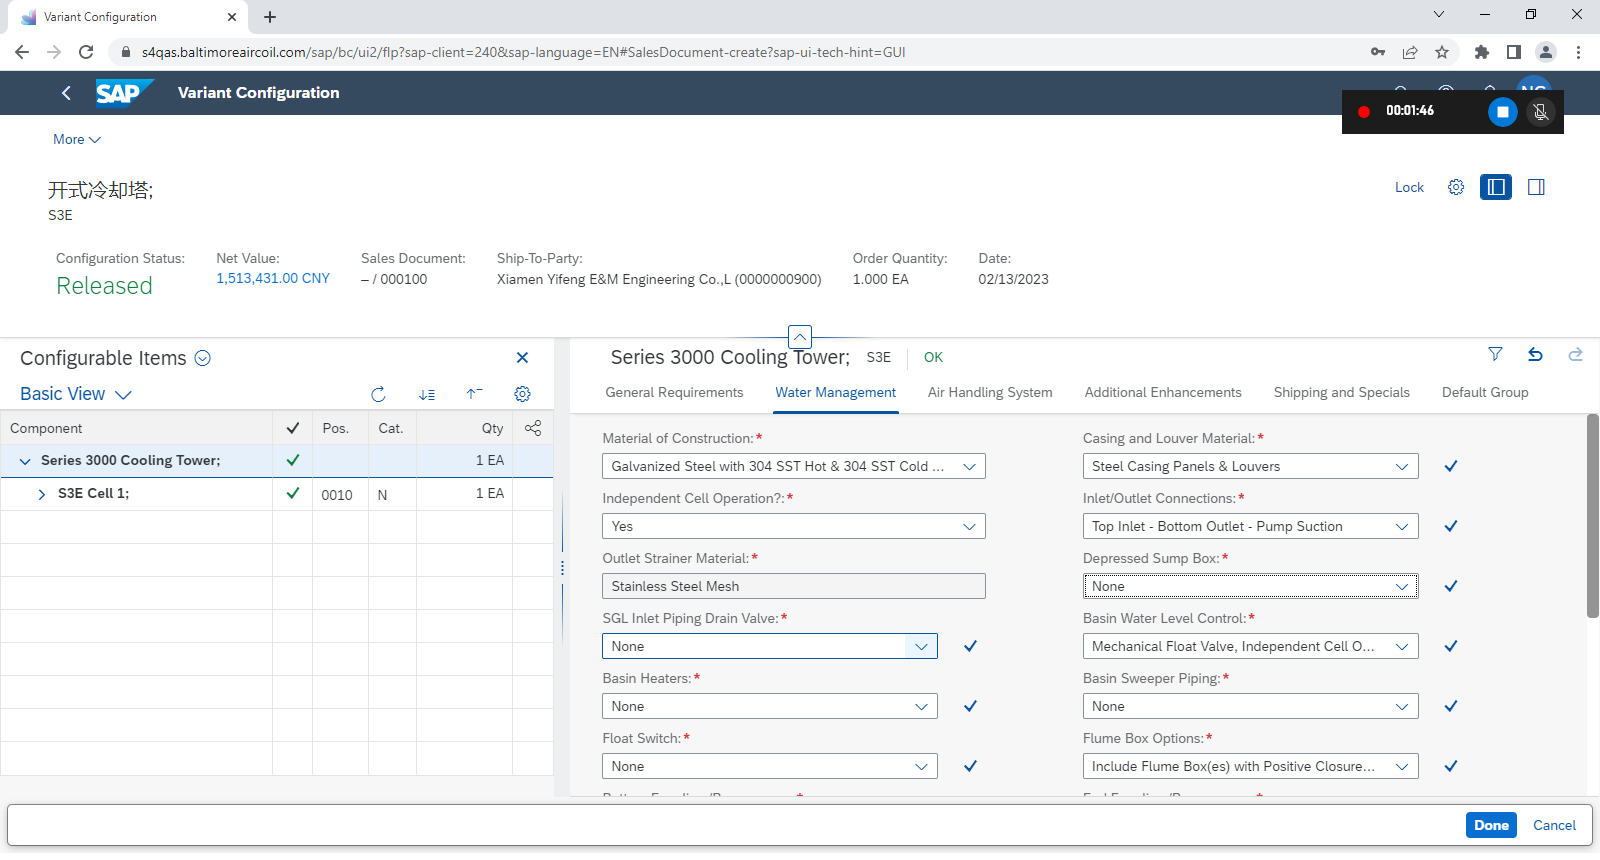 Variant Configuration
s4qas.baltimoreaircoil.com/sap/bc/ui2/flp?sap-client=240&sap-language=EN#SalesDocument-create?sap-ui-tech-hint=GUI
SAP Variant Configuration
00:01:46
More
开式冷却塔;
S3E
Lock
Configuration Status: Net Value: Sales Document: Ship-To-Party: Order Quantity: Date:
Released 1,513,431.00 CNY – / 000100 Xiamen Yifeng E&M Engineering Co.,L (0000000900) 1.000 EA 02/13/2023
Configurable Items
Basic View
Component Pos. Cat. Qty
Series 3000 Cooling Tower; 1 EA
S3E Cell 1; 0010 N 1 EA
Series 3000 Cooling Tower; S3E OK
General Requirements Water Management Air Handling System Additional Enhancements Shipping and Specials Default Group
Material of Construction:* Casing and Louver Material:*
Galvanized Steel with 304 SST Hot & 304 SST Cold ... Steel Casing Panels & Louvers
Independent Cell Operation?:* Inlet/Outlet Connections:*
Yes Top Inlet - Bottom Outlet - Pump Suction
Outlet Strainer Material:* Depressed Sump Box:*
Stainless Steel Mesh None
SGL Inlet Piping Drain Valve:* Basin Water Level Control:*
None Mechanical Float Valve, Independent Cell O...
Basin Heaters:* Basin Sweeper Piping:*
None None
Float Switch:* Flume Box Options:*
None Include Flume Box(es) with Positive Closure...
Done Cancel